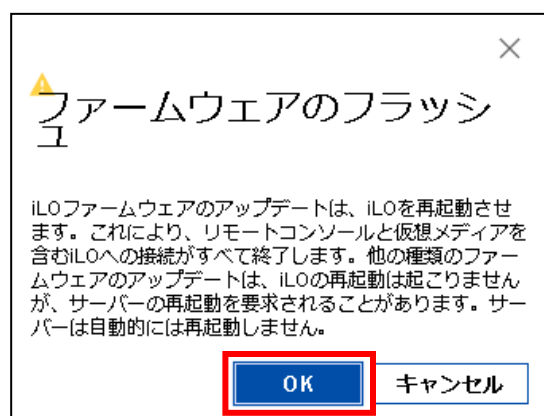 ファームウェアのフラッシ
ュ
iLOファームウェアのアップデートは、iLOを再起動させ
ます。これにより、リモートコンソールと仮想メディアを
含むiLOへの接続がすべて終了します。他の種類のファー
ムウェアのアップデートは、iLOの再起動は起こりません
が、サーバーの再起動を要求されることがあります。サー
バーは自動的には再起動しません。
OK キャンセル